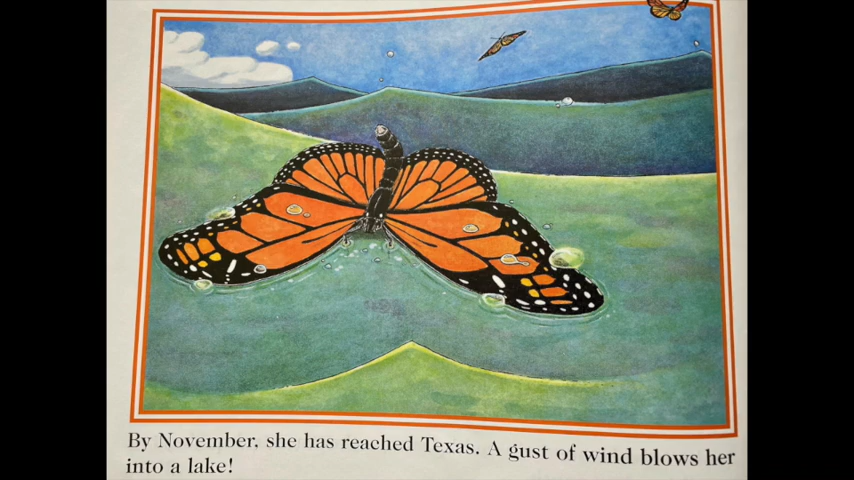 By November, she has reached Texas. A gust of wind blows her
into a lake!